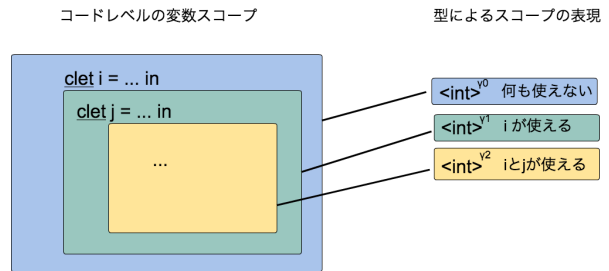 コードレベルの変数スコープ
型によるスコープの表現
clet i = ... in
clet j = ... in
...
<int>^γ0 何も使えない
<int>^γ1 i が使える
<int>^γ2 iとjが使える